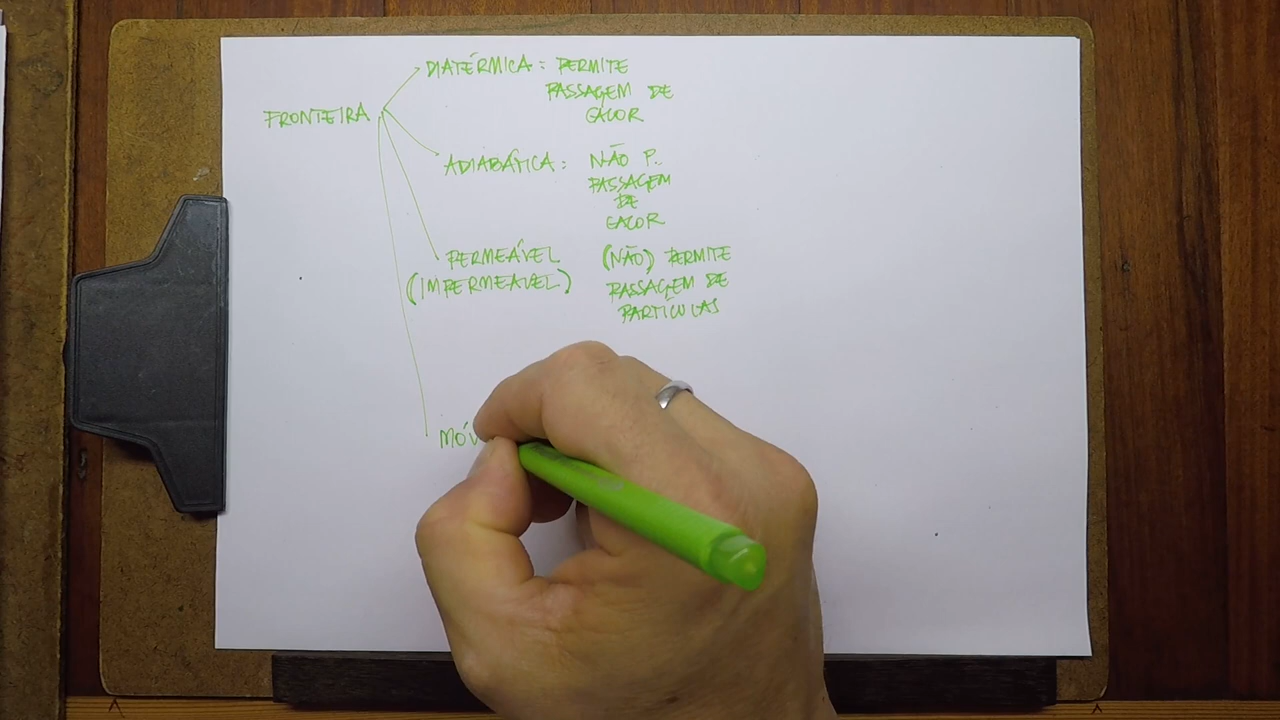 DIATÉRMICA: PERMITE
PASSAGEM DE
CALOR
FRONTEIRA
ADIABÁTICA: NÃO P.
PASSAGEM
DE
CALOR
PERMEÁVEL (NÃO) PERMITE
(IMPERMEÁVEL) PASSAGEM DE
PARTÍCULAS
MÓV